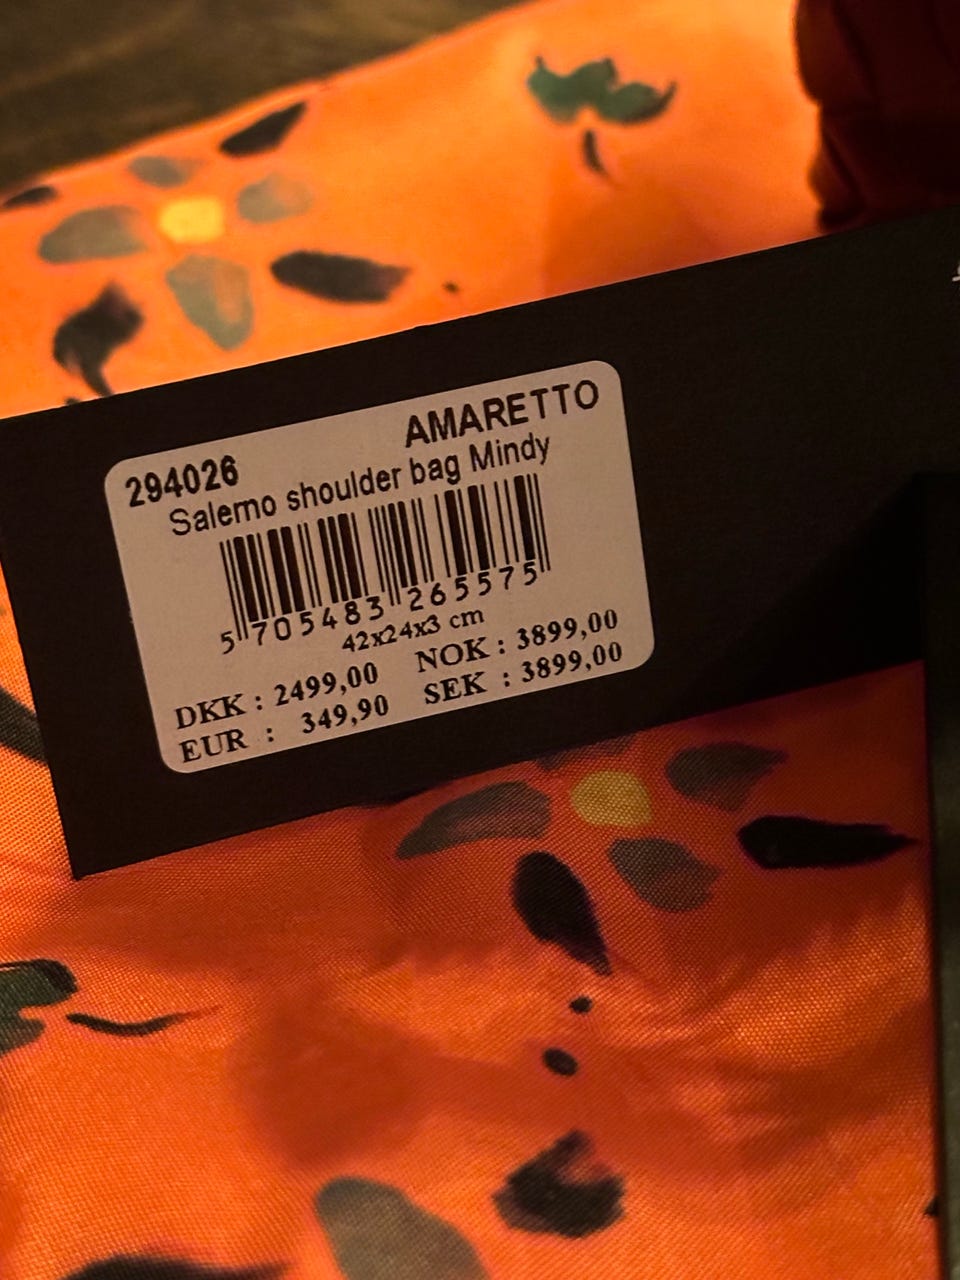 294026 AMARETTO
Salerno shoulder bag Mindy
5 705483 265575
42x24x3 cm
DKK : 2499,00 NOK : 3899,00
EUR : 349,90 SEK : 3899,00